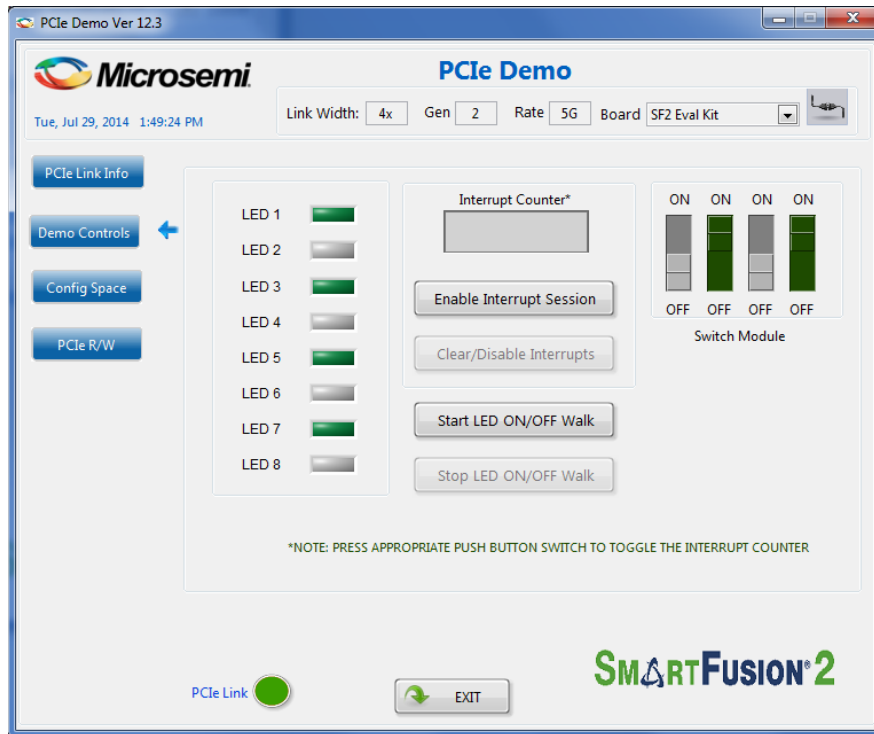 PCIe Demo Ver 12.3
Microsemi.
PCIe Demo
Tue, Jul 29, 2014 1:49:24 PM
Link Width: 4x Gen 2 Rate 5G Board SF2 Eval Kit
PCIe Link Info
Demo Controls
Config Space
PCIe R/W
LED 1
LED 2
LED 3
LED 4
LED 5
LED 6
LED 7
LED 8
Interrupt Counter*
Enable Interrupt Session
Clear/Disable Interrupts
Start LED ON/OFF Walk
Stop LED ON/OFF Walk
ON ON ON ON
OFF OFF OFF OFF
Switch Module
*NOTE: PRESS APPROPRIATE PUSH BUTTON SWITCH TO TOGGLE THE INTERRUPT COUNTER
PCIe Link
EXIT
SMARTFUSION®2